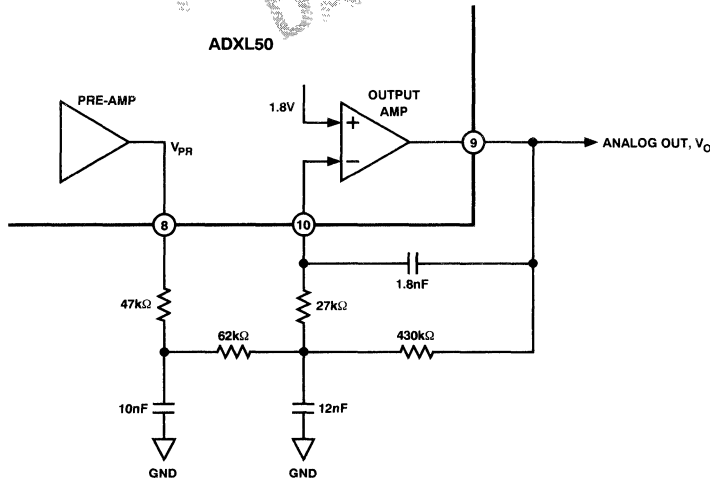 ADXL50
PRE-AMP
V_PR
1.8V
OUTPUT
AMP
+
−
9
ANALOG OUT, V_O
8
10
1.8nF
47kΩ
27kΩ
62kΩ
430kΩ
10nF
12nF
GND
GND